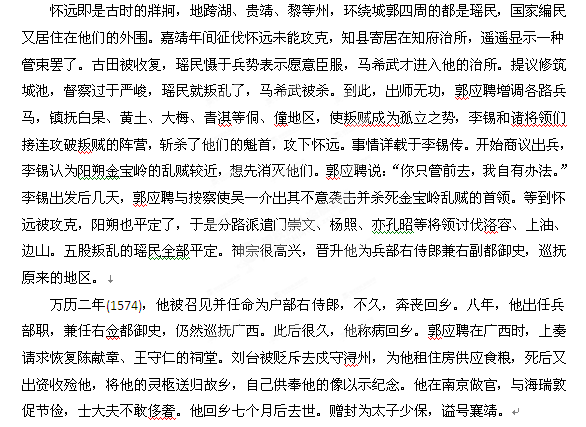 怀远即是古时的牂牁，地跨湖、贵靖、黎等州，环绕城郭四周的都是瑶民，国家编民
又居住在他们的外围。嘉靖年间征伐怀远未能攻克，知县寄居在知府治所，遥遥显示一种
管束罢了。古田被收复，瑶民慑于兵势表示愿意臣服，马希武才进入他的治所。提议修筑
城池，督察过于严峻，瑶民就叛乱了，马希武被杀。到此，出师无功，郭应聘增调各路兵
马，镇抚白杲、黄土、大梅、青淇等侗、僮地区，使叛贼成为孤立之势，李锡和诸将领们
接连攻破叛贼的阵营，斩杀了他们的魁首，攻下怀远。事情详载于李锡传。开始商议出兵，
李锡认为阳朔金宝岭的乱贼较近，想先消灭他们。郭应聘说：“你只管前去，我自有办法。”
李锡出发后几天，郭应聘与按察使吴一介出其不意袭击并杀死金宝岭乱贼的首领。等到怀
远被攻克，阳朔也平定了，于是分路派遣门崇文、杨照、亦孔昭等将领讨伐洛容、上油、
边山。五股叛乱的瑶民全部平定。神宗很高兴，晋升他为兵部右侍郎兼右副都御史，巡抚
原来的地区。
万历二年(1574)，他被召见并任命为户部右侍郎，不久，奔丧回乡。八年，他出任兵
部职，兼任右佥都御史，仍然巡抚广西。此后很久，他称病回乡。郭应聘在广西时，上奏
请求恢复陈献章、王守仁的祠堂。刘台被贬斥去戍守浔州，为他租住房供应食粮，死后又
出资收殓他，将他的灵柩送归故乡，自己供奉他的像以示纪念。他在南京做官，与海瑞敦
促节俭，士大夫不敢侈奢。他回乡七个月后去世。赠封为太子少保，谥号襄靖。